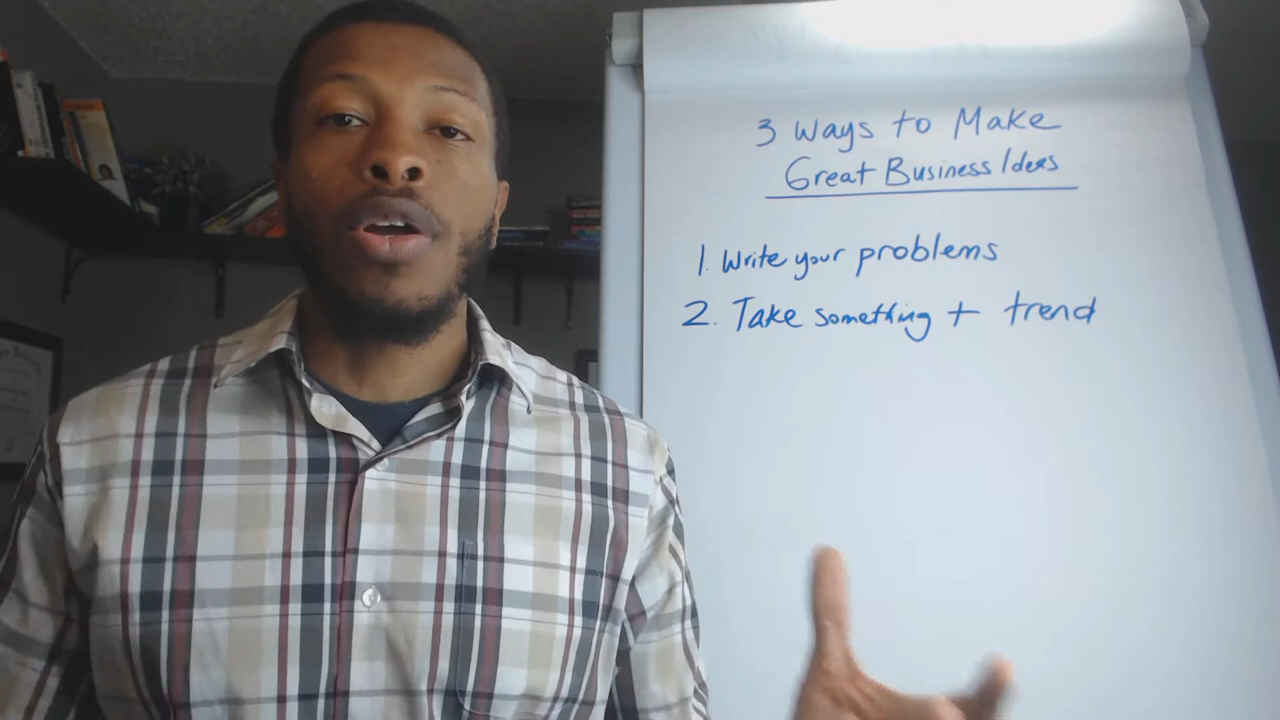 3 Ways to Make
Great Business Ideas
1. Write your problems
2. Take something + trend